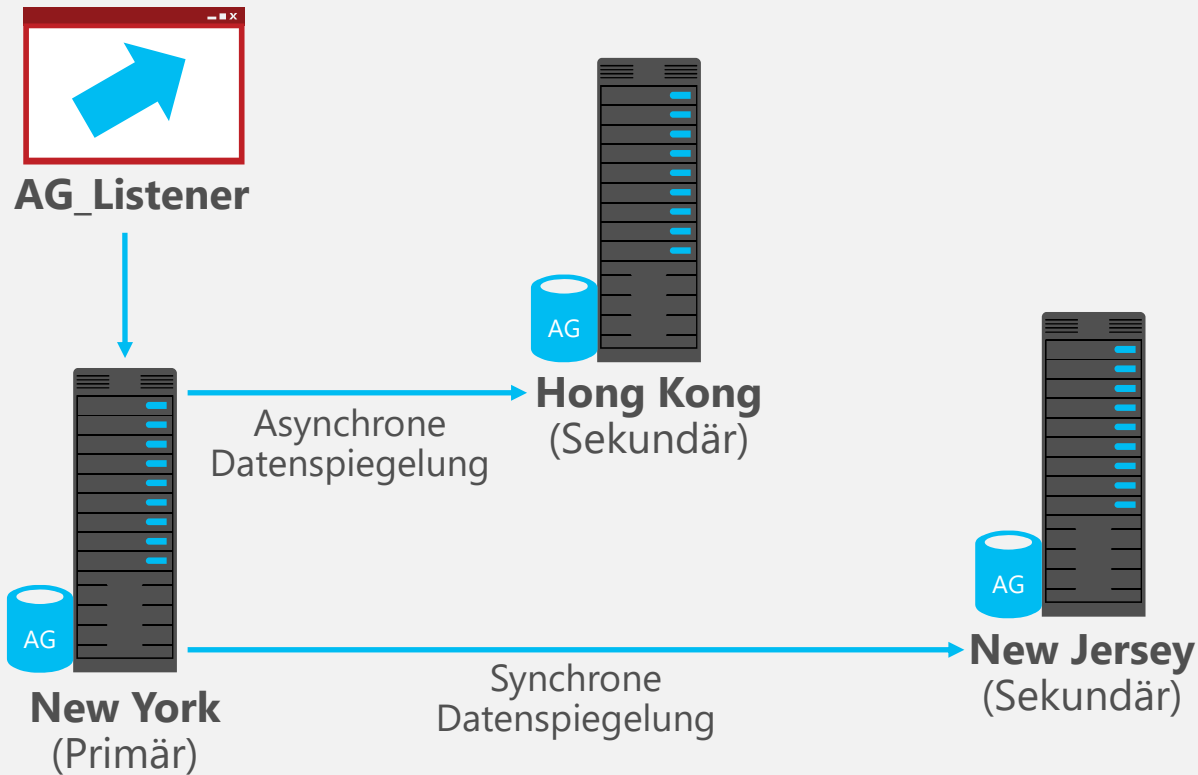 AG_Listener
AG
Hong Kong
(Sekundär)
Asynchrone
Datenspiegelung
AG
New York
(Primär)
Synchrone
Datenspiegelung
AG
New Jersey
(Sekundär)